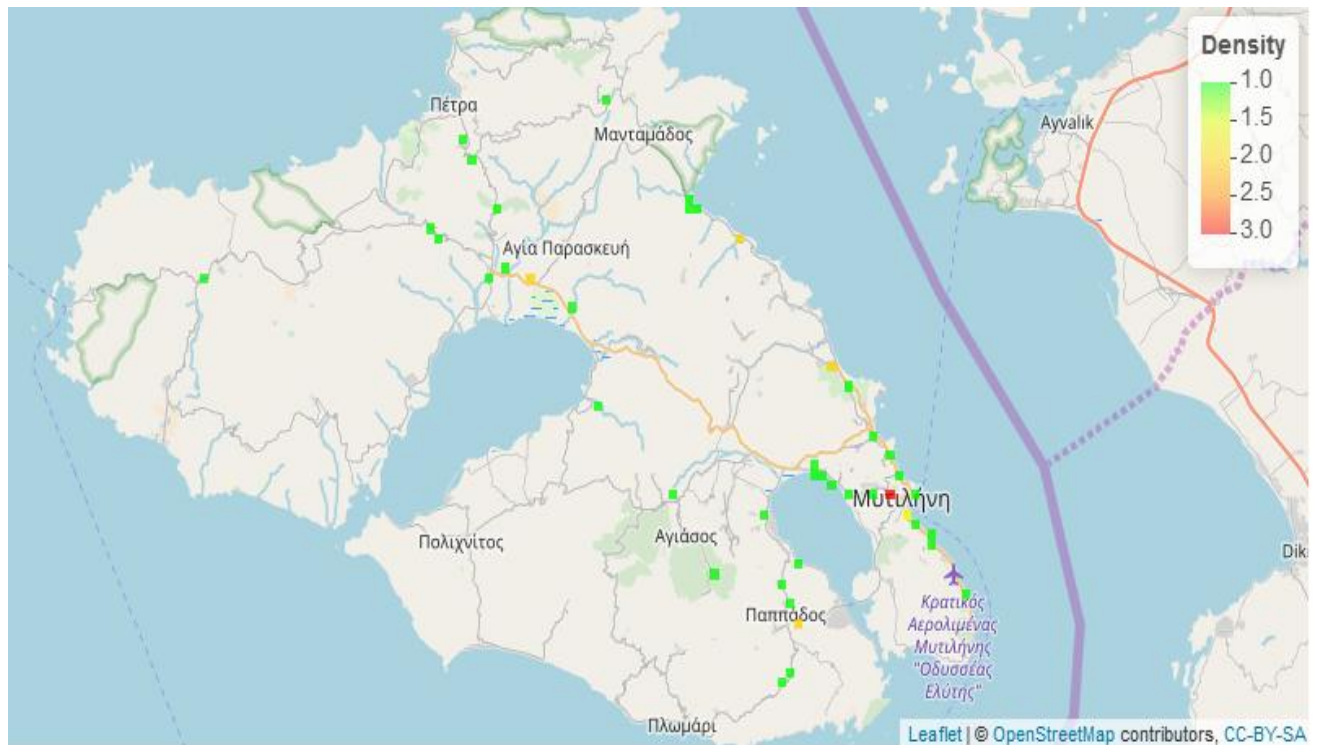 Density
1.0
1.5
2.0
2.5
3.0
Πέτρα
Μανταμάδος
Ayvalık
Αγία Παρασκευή
Μυτιλήνη
Πολιχνίτος
Αγιάσος
Dik
Παππάδος
Κρατικός
Αερολιμένας
Μυτιλήνης
"Οδυσσέας
Ελύτης"
Πλωμάρι
Leaflet | © OpenStreetMap contributors, CC-BY-SA